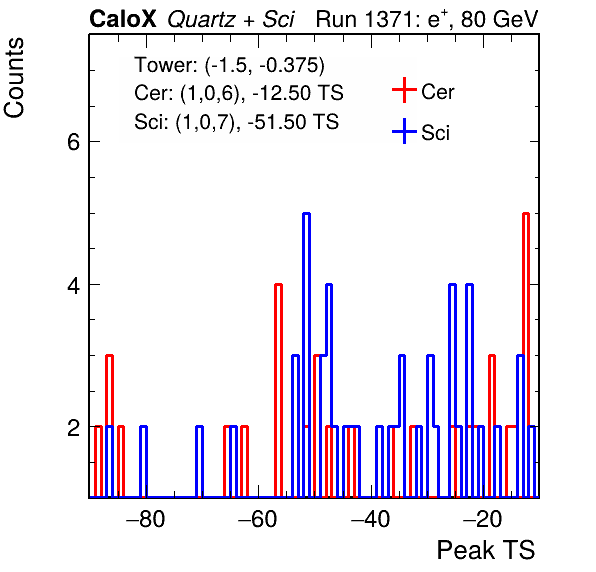 CaloX Quartz + Sci Run 1371: e⁺, 80 GeV
Counts
Tower: (-1.5, -0.375)
Cer: (1,0,6), -12.50 TS
Sci: (1,0,7), -51.50 TS
Cer
Sci
6
4
2
−80 −60 −40 −20
Peak TS